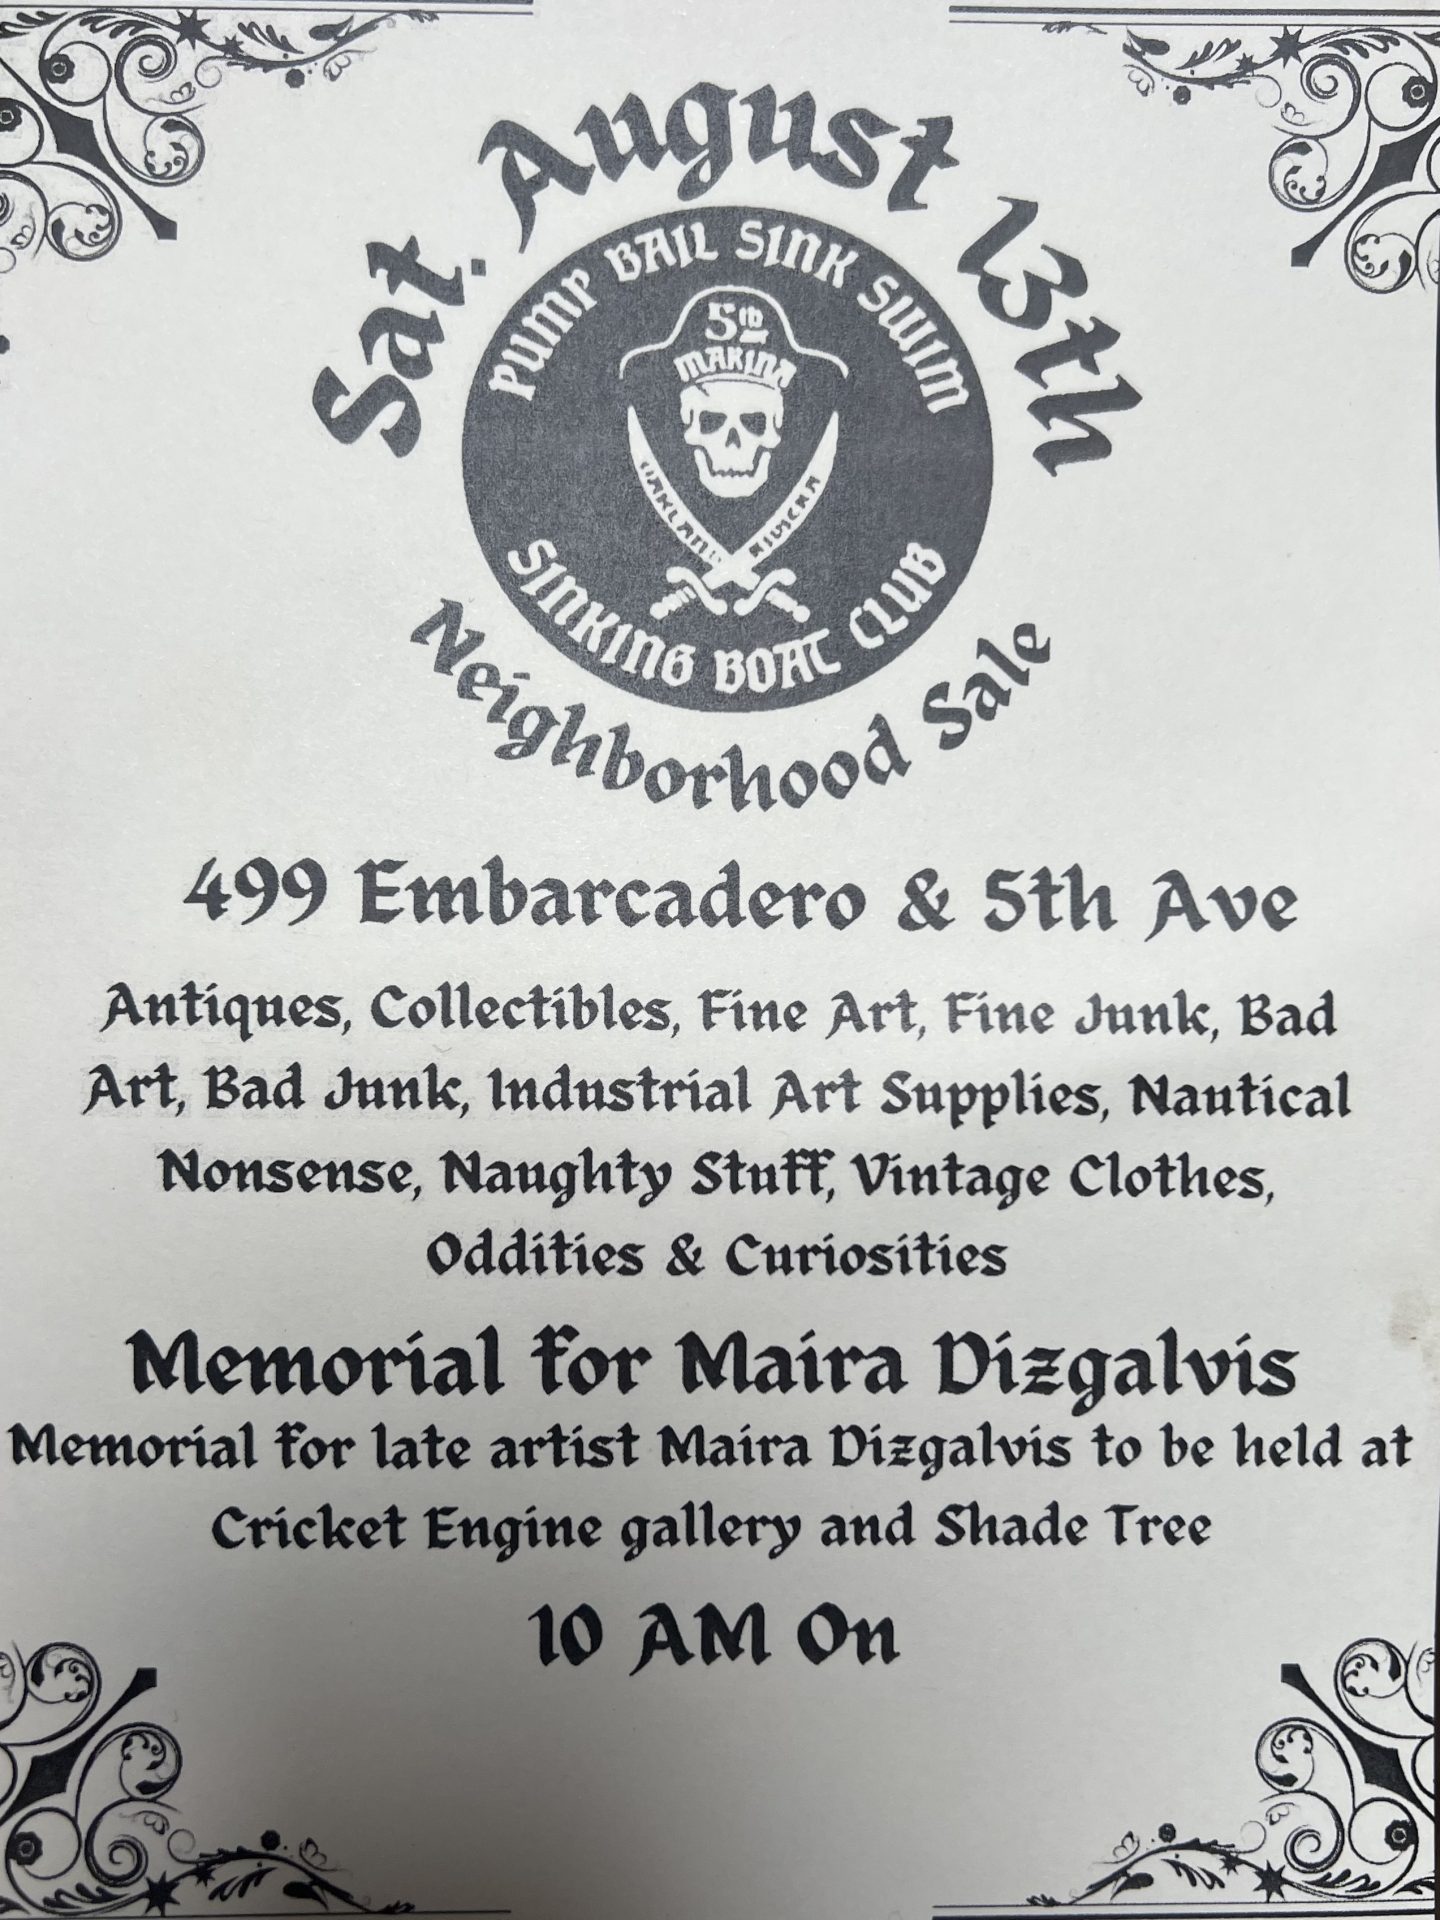 Sat. August 13th
PUMP BAIL SINK SWIM
5th
MARINA
OAKLAND RIVIERA
SINKING BOAT CLUB
Neighborhood Sale
499 Embarcadero & 5th Ave
Antiques, Collectibles, Fine Art, Fine Junk, Bad
Art, Bad Junk, Industrial Art Supplies, Nautical
Nonsense, Naughty Stuff, Vintage Clothes,
Oddities & Curiosities
Memorial for Maira Dizgalvis
Memorial for late artist Maira Dizgalvis to be held at
Cricket Engine gallery and Shade Tree
10 AM On